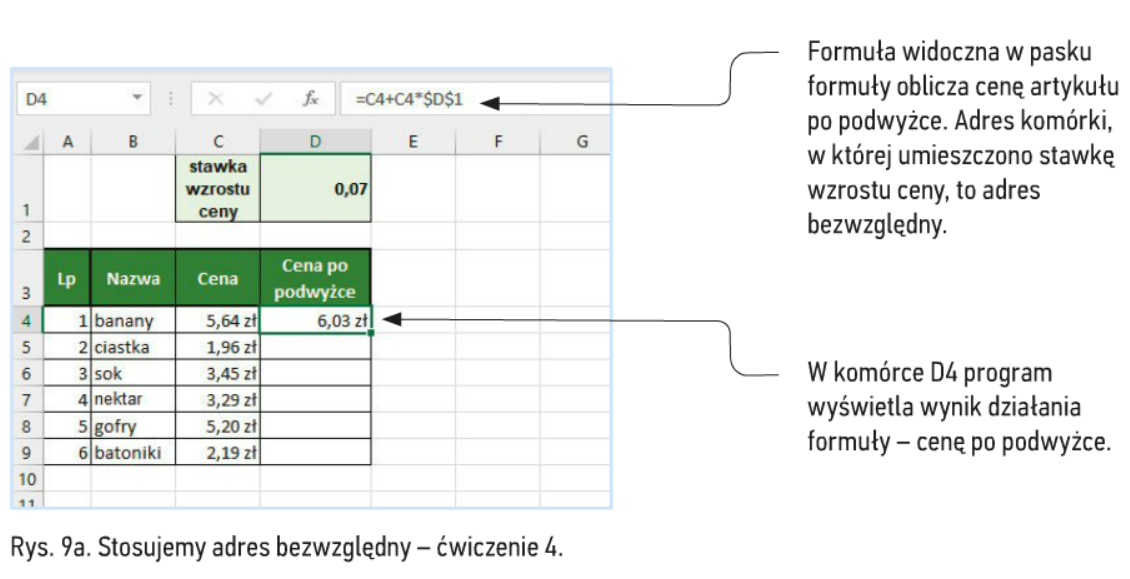 Formuła widoczna w pasku
formuły oblicza cenę artykułu
po podwyżce. Adres komórki,
w której umieszczono stawkę
wzrostu ceny, to adres
bezwzględny.
D4 fx =C4+C4*$D$1
A B C D E F G
stawka
wzrostu 0,07
1 ceny
2
Lp Nazwa Cena Cena po
3 podwyżce
4 1 banany 5,64 zł 6,03 zł
5 2 ciastka 1,96 zł
6 3 sok 3,45 zł
7 4 nektar 3,29 zł
8 5 gofry 5,20 zł
9 6 batoniki 2,19 zł
10
11
W komórce D4 program
wyświetla wynik działania
formuły – cenę po podwyżce.
Rys. 9a. Stosujemy adres bezwzględny – ćwiczenie 4.